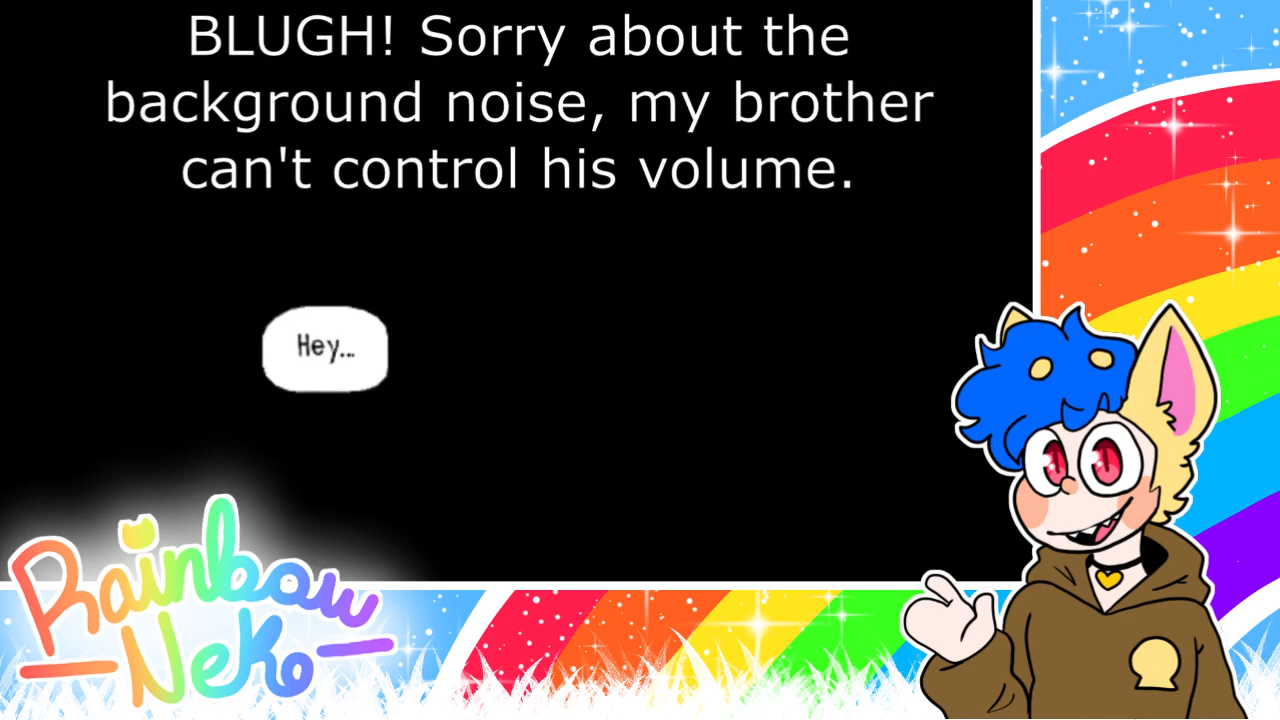 BLUGH! Sorry about the
background noise, my brother
can't control his volume.
Hey...
Rainbow
Neko